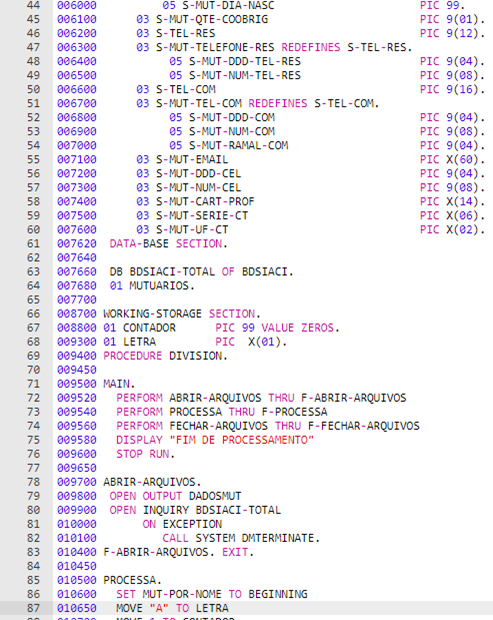 44 006000 05 S-MUT-DIA-NASC PIC 99.
45 006100 03 S-MUT-QTE-COOBRIG PIC 9(01).
46 006200 03 S-TEL-RES PIC 9(12).
47 006300 03 S-MUT-TELEFONE-RES REDEFINES S-TEL-RES.
48 006400 05 S-MUT-DDD-TEL-RES PIC 9(04).
49 006500 05 S-MUT-NUM-TEL-RES PIC 9(08).
50 006600 03 S-TEL-COM PIC 9(16).
51 006700 03 S-MUT-TEL-COM REDEFINES S-TEL-COM.
52 006800 05 S-MUT-DDD-COM PIC 9(04).
53 006900 05 S-MUT-NUM-COM PIC 9(08).
54 007000 05 S-MUT-RAMAL-COM PIC 9(04).
55 007100 03 S-MUT-EMAIL PIC X(60).
56 007200 03 S-MUT-DDD-CEL PIC 9(04).
57 007300 03 S-MUT-NUM-CEL PIC 9(08).
58 007400 03 S-MUT-CART-PROF PIC X(14).
59 007500 03 S-MUT-SERIE-CT PIC X(06).
60 007600 03 S-MUT-UF-CT PIC X(02).
61 007620 DATA-BASE SECTION.
62 007640
63 007660 DB BDSIACI-TOTAL OF BDSIACI.
64 007680 01 MUTUARIOS.
65 007700
66 008700 WORKING-STORAGE SECTION.
67 008800 01 CONTADOR PIC 99 VALUE ZEROS.
68 009300 01 LETRA PIC X(01).
69 009400 PROCEDURE DIVISION.
70 009450
71 009500 MAIN.
72 009520 PERFORM ABRIR-ARQUIVOS THRU F-ABRIR-ARQUIVOS
73 009540 PERFORM PROCESSA THRU F-PROCESSA
74 009560 PERFORM FECHAR-ARQUIVOS THRU F-FECHAR-ARQUIVOS
75 009580 DISPLAY "FIM DE PROCESSAMENTO"
76 009600 STOP RUN.
77 009650
78 009700 ABRIR-ARQUIVOS.
79 009800 OPEN OUTPUT DADOSMUT
80 009900 OPEN INQUIRY BDSIACI-TOTAL
81 010000 ON EXCEPTION
82 010100 CALL SYSTEM DMTERMINATE.
83 010400 F-ABRIR-ARQUIVOS. EXIT.
84 010450
85 010500 PROCESSA.
86 010600 SET MUT-POR-NOME TO BEGINNING
87 010650 MOVE "A" TO LETRA